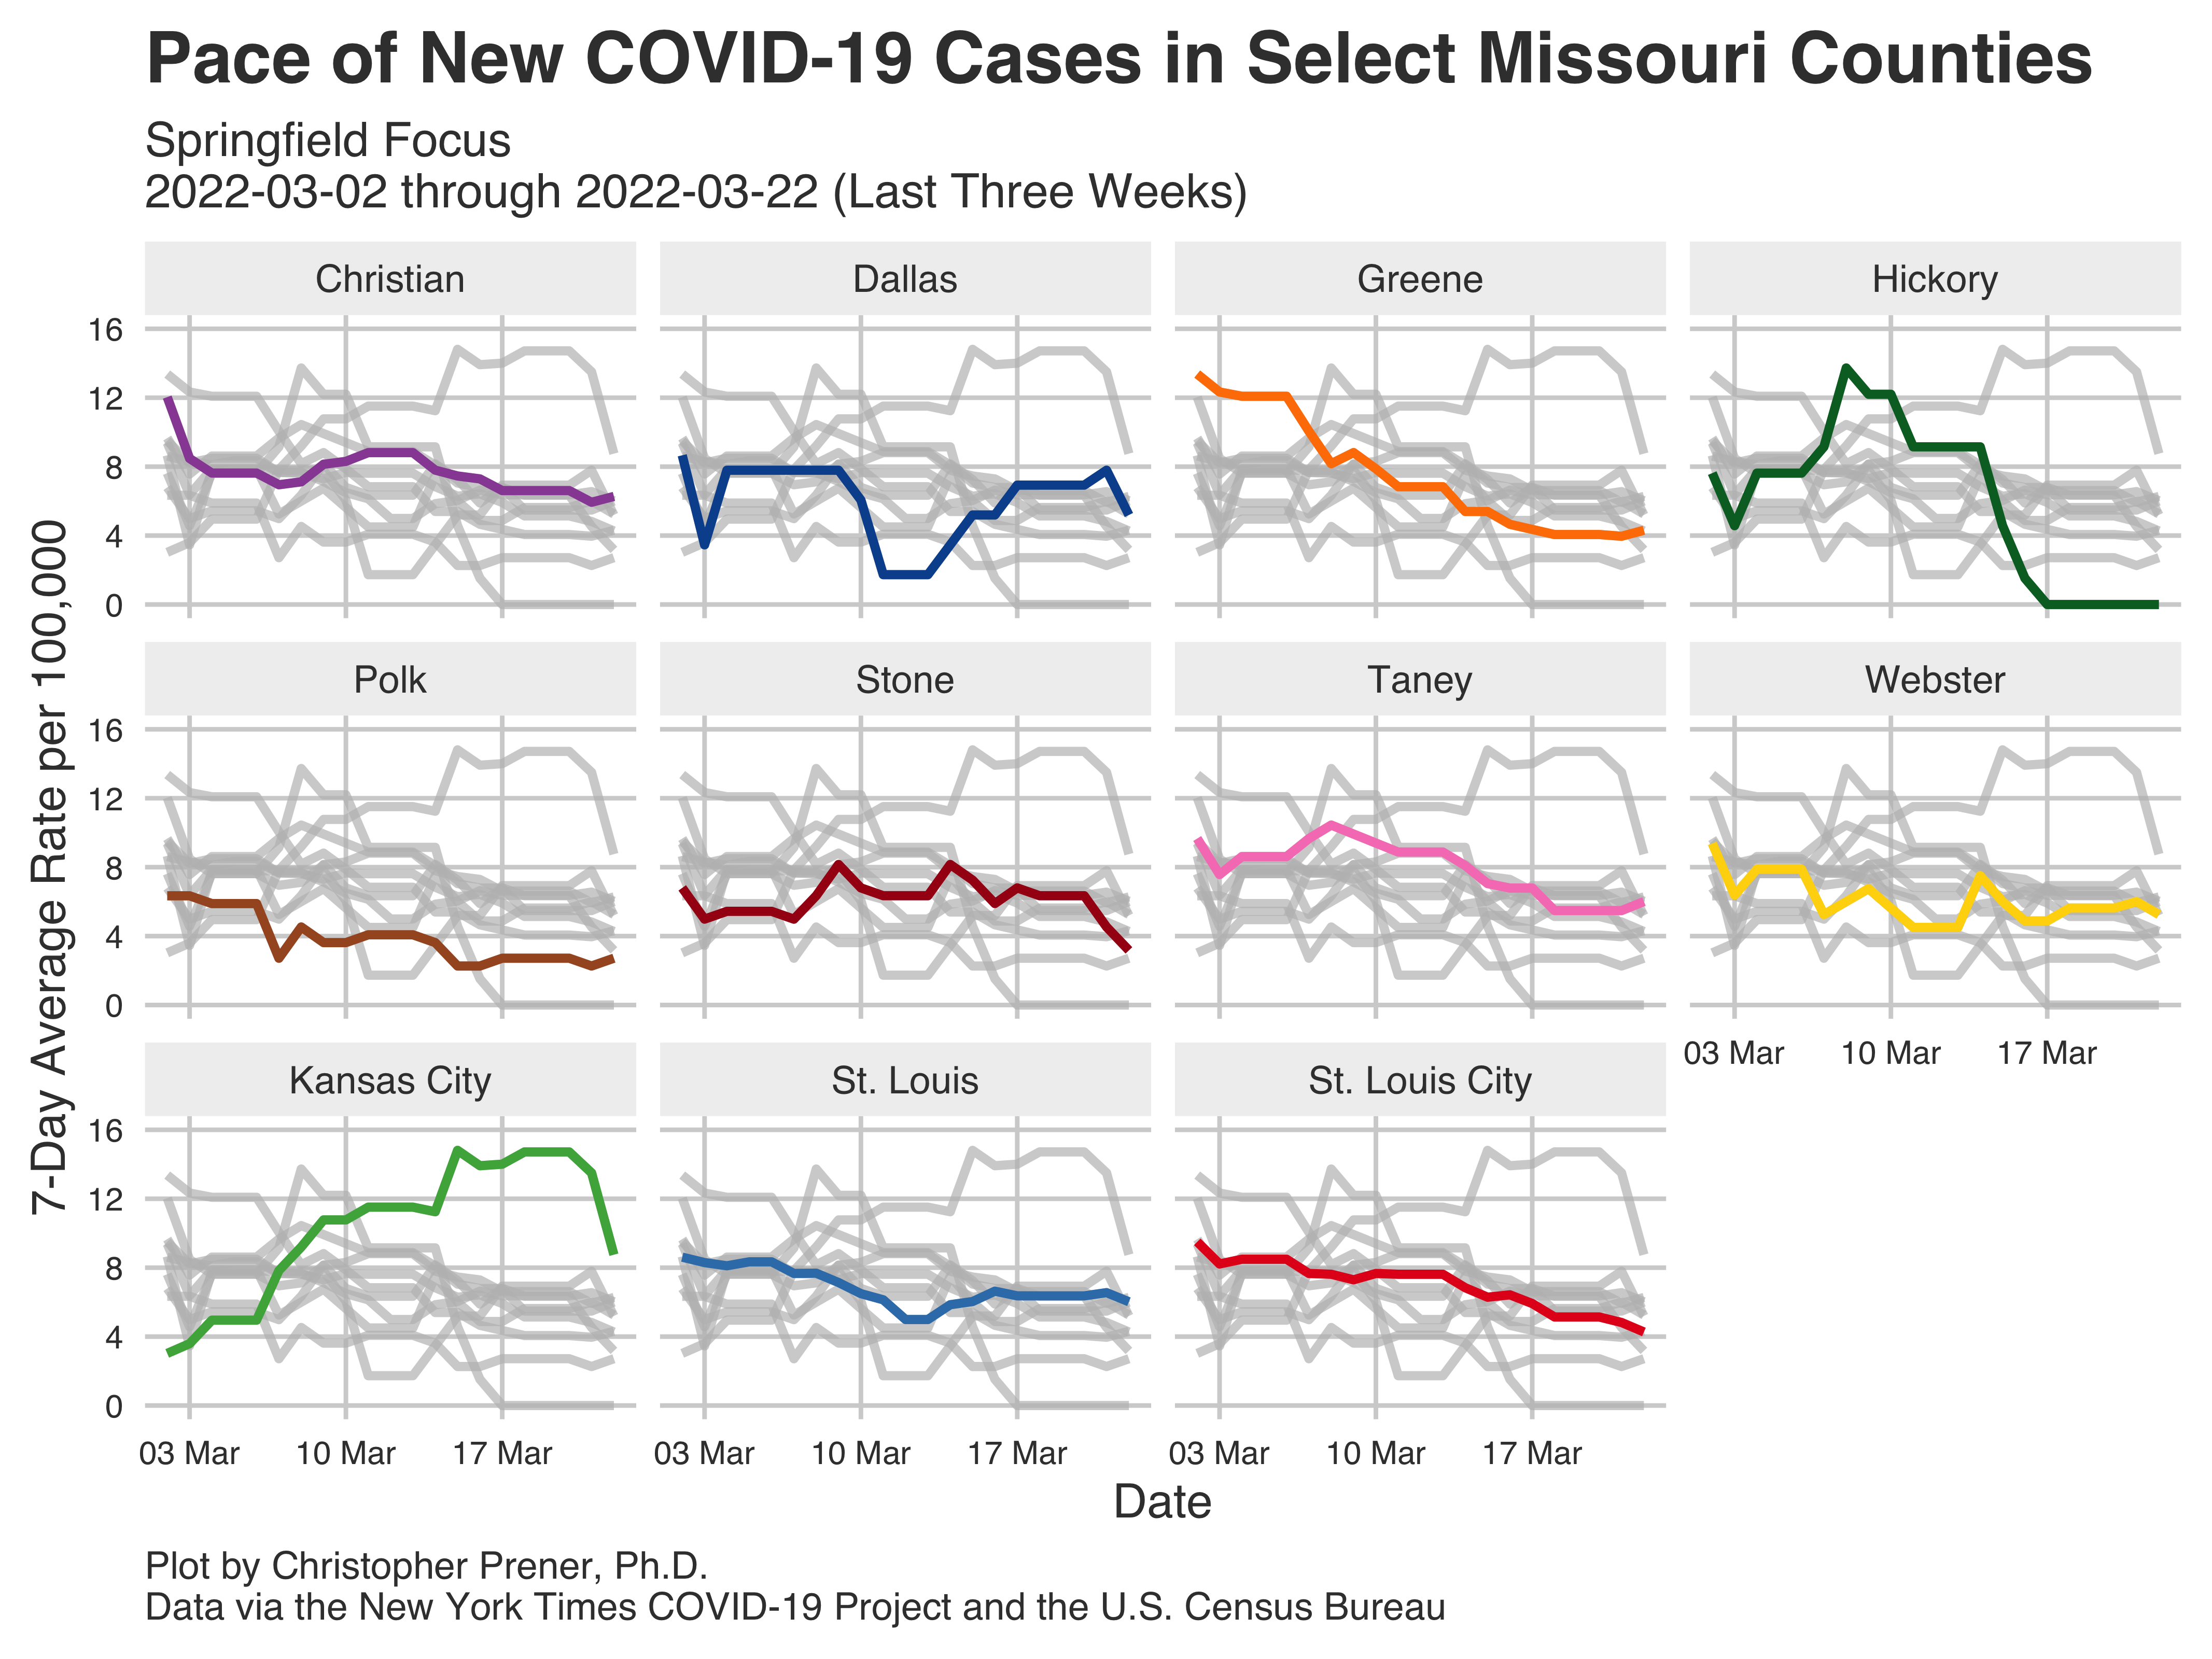 Pace of New COVID-19 Cases in Select Missouri Counties
Springfield Focus
2022-03-02 through 2022-03-22 (Last Three Weeks)
7-Day Average Rate per 100,000
Christian
Dallas
Greene
Hickory
16
12
8
4
0
Polk
Stone
Taney
Webster
16
12
8
4
0
03 Mar
10 Mar
17 Mar
Kansas City
St. Louis
St. Louis City
16
12
8
4
0
03 Mar
10 Mar
17 Mar
03 Mar
10 Mar
17 Mar
03 Mar
10 Mar
17 Mar
Date
Plot by Christopher Prener, Ph.D.
Data via the New York Times COVID-19 Project and the U.S. Census Bureau